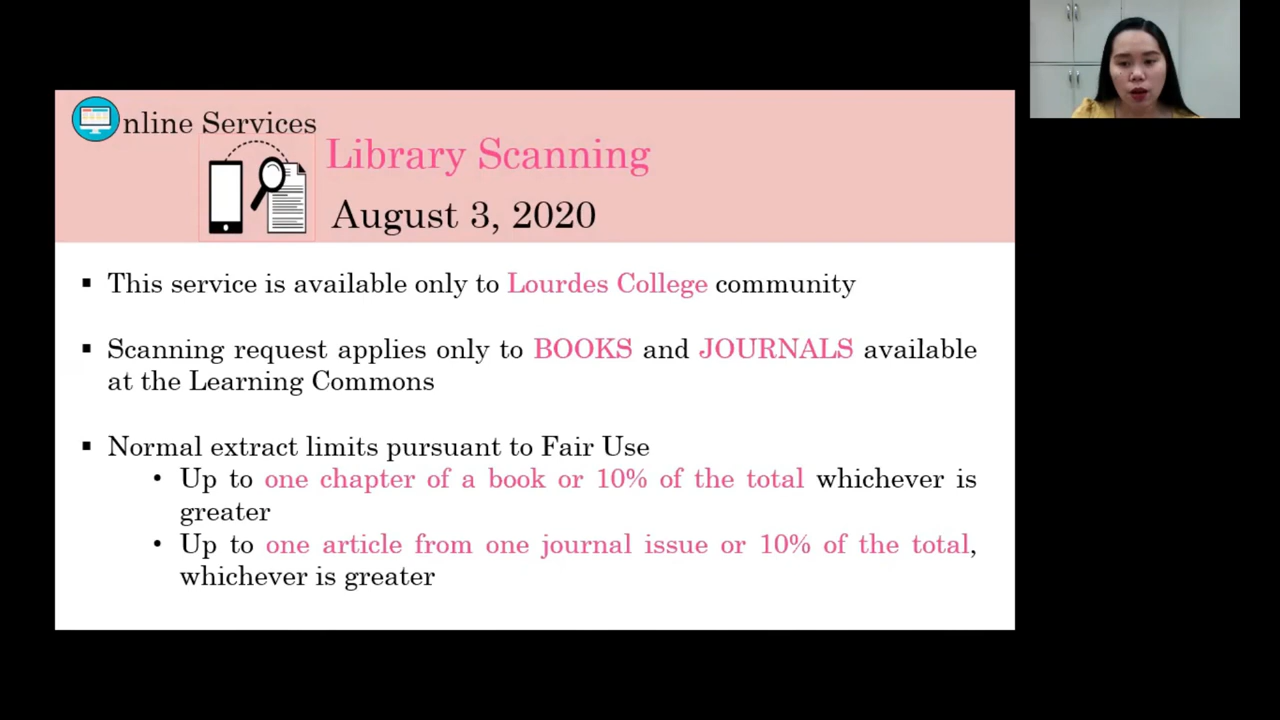 nline Services
Library Scanning
August 3, 2020
▪ This service is available only to Lourdes College community
▪ Scanning request applies only to BOOKS and JOURNALS available
at the Learning Commons
▪ Normal extract limits pursuant to Fair Use
• Up to one chapter of a book or 10% of the total whichever is
greater
• Up to one article from one journal issue or 10% of the total,
whichever is greater